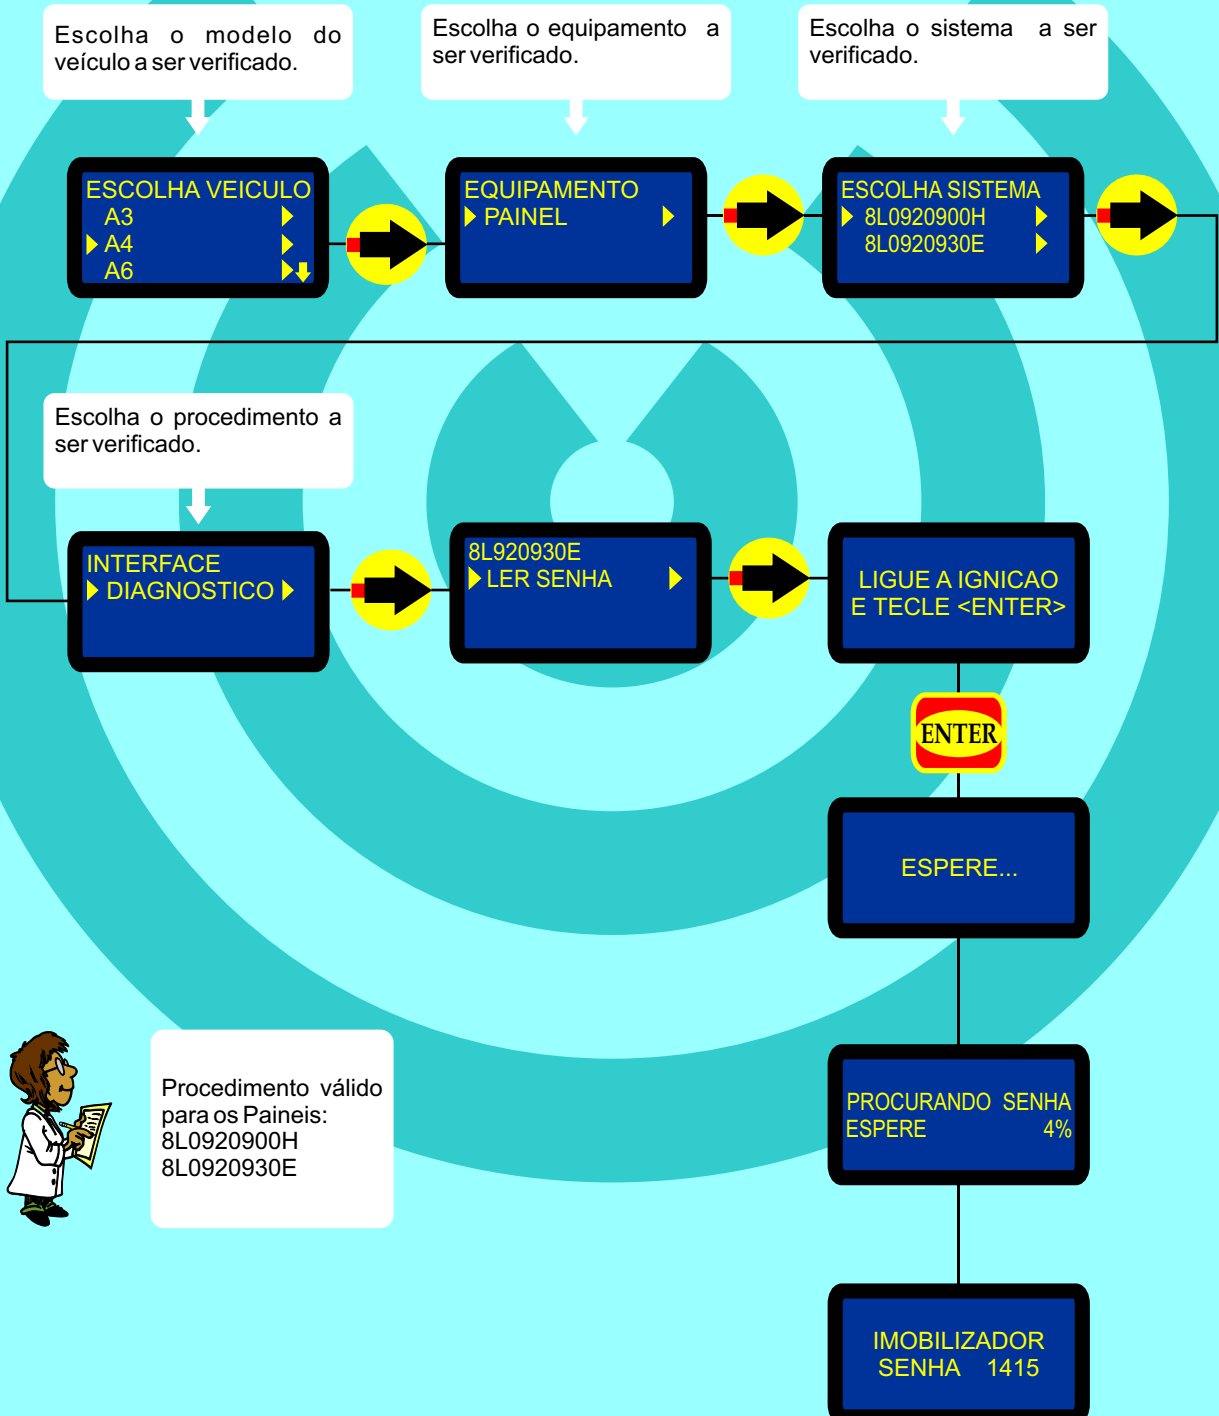 Escolha o modelo do
veículo a ser verificado.
Escolha o equipamento a
ser verificado.
Escolha o sistema a ser
verificado.
ESCOLHA VEICULO
A3
A4
A6
EQUIPAMENTO
PAINEL
ESCOLHA SISTEMA
8L0920900H
8L0920930E
Escolha o procedimento a
ser verificado.
INTERFACE
DIAGNOSTICO
8L920930E
LER SENHA
LIGUE A IGNICAO
E TECLE <ENTER>
ENTER
ESPERE...
Procedimento válido
para os Paineis:
8L0920900H
8L0920930E
PROCURANDO SENHA
ESPERE 4%
IMOBILIZADOR
SENHA 1415